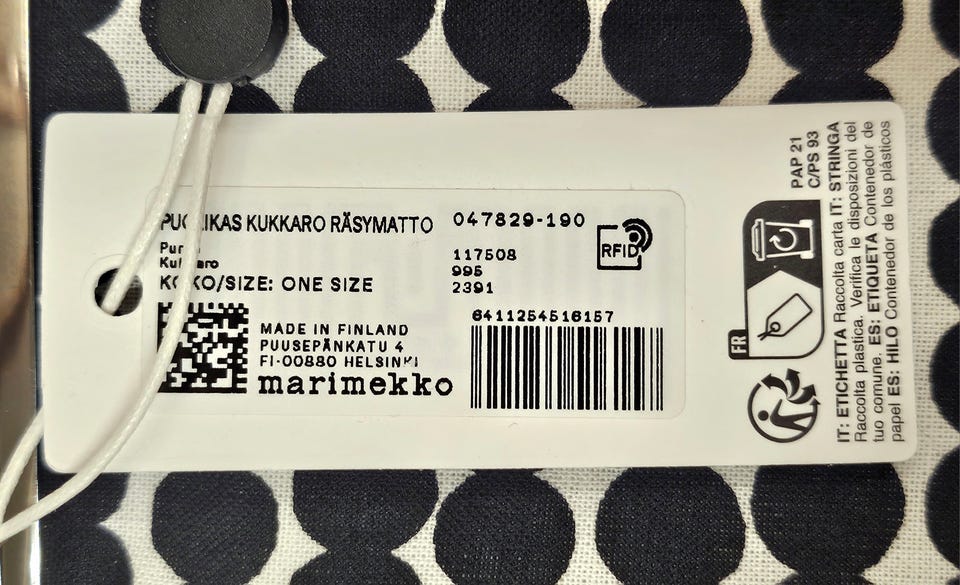 KUKKARO RÄSYMATTO 047829-190
RFID
117508
995
2391
KOKO/SIZE: ONE SIZE
6411254516157
MADE IN FINLAND
PUUSEPÄNKATU 4
FI-00880 HELSINKI
marimekko
PAP 21
C/PS 93
FR
IT: ETICHETTA Raccolta carta IT: STRINGA
Raccolta plastica. Verifica le disposizioni del
tuo comune. ES: ETIQUETA Contenedor de
papel ES: HILO Contenedor de los plásticos